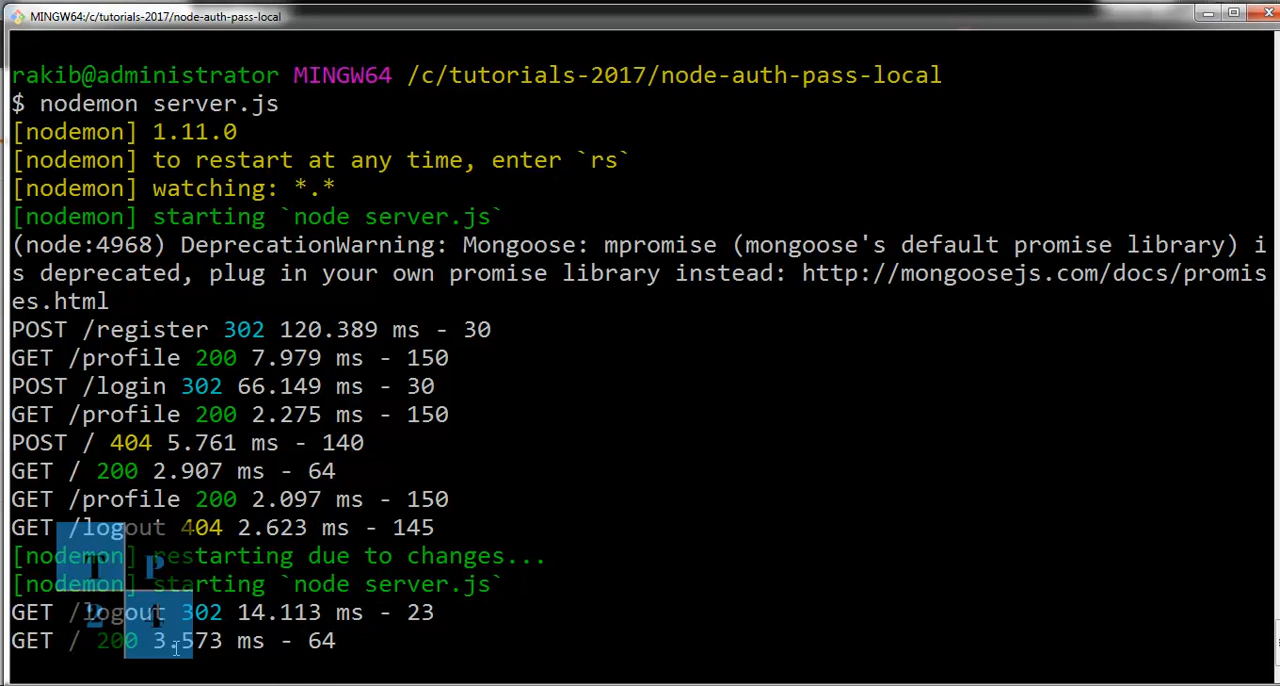 MINGW64:/c/tutorials-2017/node-auth-pass-local
rakib@administrator MINGW64 /c/tutorials-2017/node-auth-pass-local
$ nodemon server.js
[nodemon] 1.11.0
[nodemon] to restart at any time, enter `rs`
[nodemon] watching: *.*
[nodemon] starting `node server.js`
(node:4968) DeprecationWarning: Mongoose: mpromise (mongoose's default promise library) i
s deprecated, plug in your own promise library instead: http://mongoosejs.com/docs/promis
es.html
POST /register 302 120.389 ms - 30
GET /profile 200 7.979 ms - 150
POST /login 302 66.149 ms - 30
GET /profile 200 2.275 ms - 150
POST / 404 5.761 ms - 140
GET / 200 2.907 ms - 64
GET /profile 200 2.097 ms - 150
GET /logout 404 2.623 ms - 145
[nodemon] restarting due to changes...
[nodemon] starting `node server.js`
GET /logout 302 14.113 ms - 23
GET / 200 3.573 ms - 64
T P
2 4